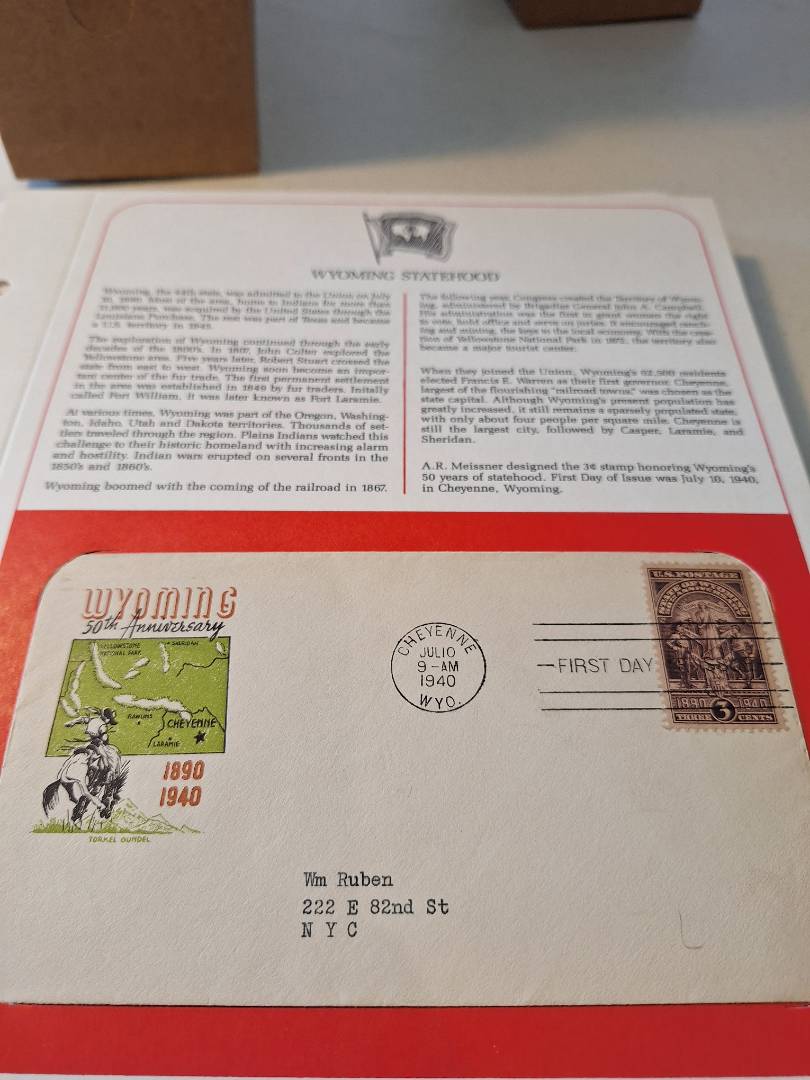 WYOMING STATEHOOD
Wyoming, the 44th state, was admitted to the Union on July
10, 1890. Most of the area, home to Indians for more than
11,000 years, was acquired by the United States through the
Louisiana Purchase. The rest was part of Texas and became
a U.S. Territory in 1845.
The exploration of Wyoming continued through the early
decades of the 1800's. In 1807, John Colter explored the
Yellowstone area. Five years later, Robert Stuart crossed the
state from east to west. Wyoming soon became an impor-
tant center of the fur trade. The first permanent settlement
in the area was established in 1840 by fur traders. Initally
called Fort William, it was later known as Fort Laramie.
At various times, Wyoming was part of the Oregon, Washing-
ton, Idaho, Utah and Dakota territories. Thousands of set-
tlers traveled through the region. Plains Indians watched this
challenge to their historic homeland with increasing alarm
and hostility. Indian wars erupted on several fronts in the
1850's and 1860's.
Wyoming boomed with the coming of the railroad in 1867.
The following year, Congress created the Territory of Wyom-
ing, administered by Brigadier General John A. Campbell.
His administration was the first to grant women the right
to vote, hold office and serve on juries. It encouraged ranch-
ing and mining, the keys to the local economy. With the crea-
tion of Yellowstone National Park in 1872, the territory also
became a major tourist center.
When they joined the Union, Wyoming's 62,500 residents
elected Francis E. Warren as their first governor. Cheyenne,
largest of the flourishing "railroad towns," was chosen as the
state capital. Although Wyoming's present population has
greatly increased, it still remains a sparsely populated state,
with only about four people per square mile. Cheyenne is
still the largest city, followed by Casper, Laramie, and
Sheridan.
A.R. Meissner designed the 3¢ stamp honoring Wyoming's
50 years of statehood. First Day of Issue was July 10, 1940,
in Cheyenne, Wyoming.
WYOMING
50th Anniversary
YELLOWSTONE
NATIONAL PARK
SHERIDAN
RAWLINS
CHEYENNE
LARAMIE
1890
1940
TORKEL GUNDEL
CHEYENNE
JUL 10
9-AM
1940
WYO.
FIRST DAY
U.S. POSTAGE
1890 1940
THREE 3 CENTS
Wm Ruben
222 E 82nd St
N Y C